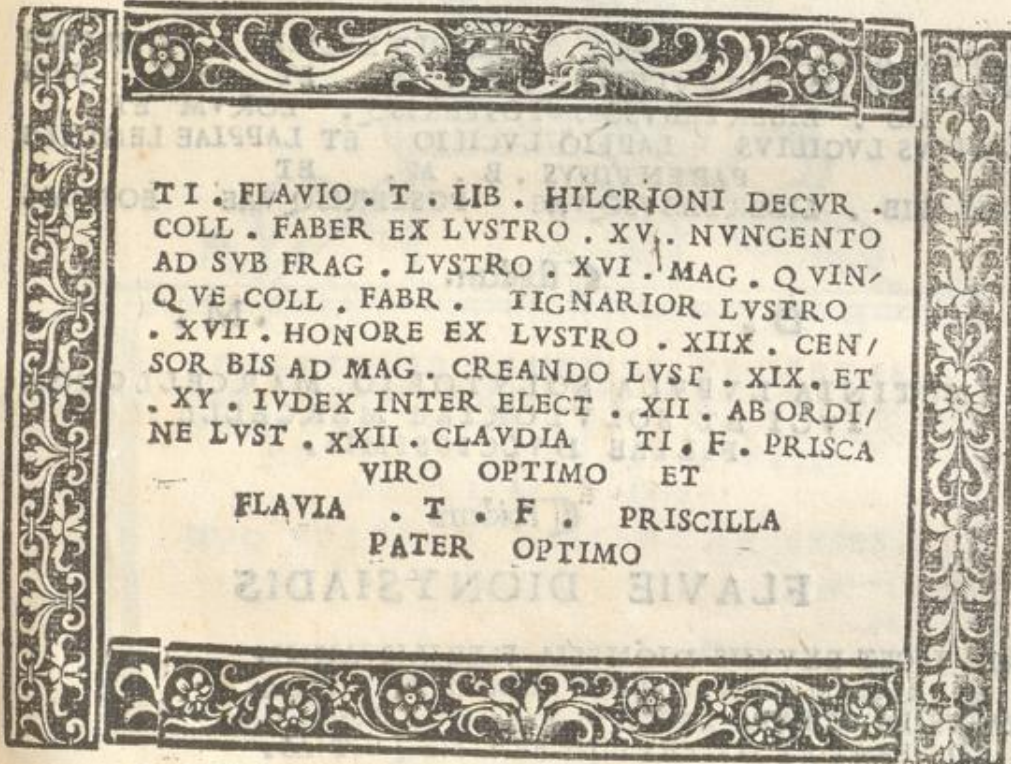 TI . FLAVIO . T . LIB . HILCRIONI DECVR .
COLL . FABER EX LVSTRO . XV . NVNGENTO
AD SVB FRAG . LVSTRO . XVI . MAG . QVIN/
QVE COLL . FABR . TIGNARIOR LVSTRO
. XVII . HONORE EX LVSTRO . XIIX . CEN/
SOR BIS AD MAG . CREANDO LVST . XIX . ET
. XV . IVDEX INTER ELECT . XII . AB ORDI/
NE LVST . XXII . CLAVDIA TI . F . PRISCA
VIRO OPTIMO ET
FLAVIA . T . F . PRISCILLA
PATER OPTIMO